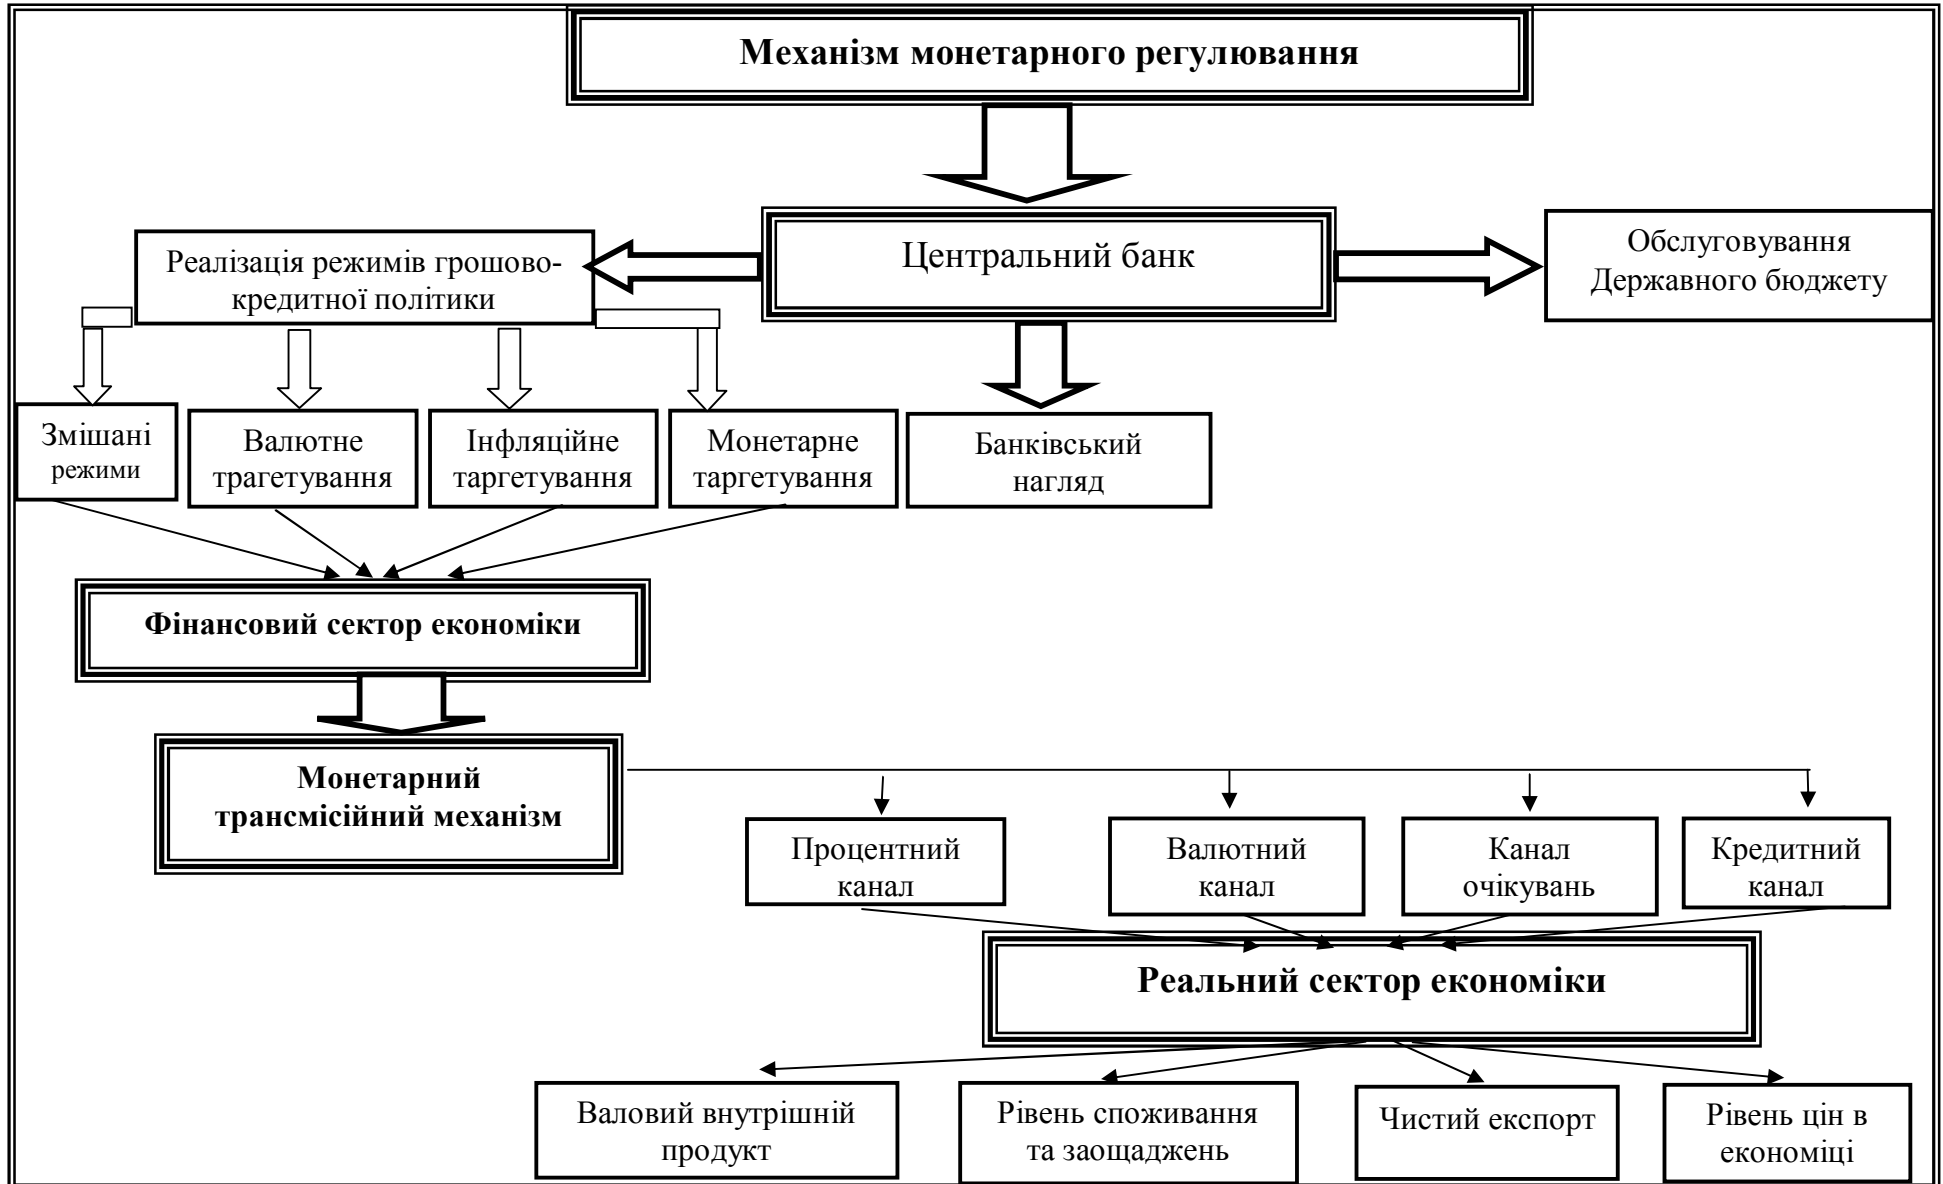 Механізм монетарного регулювання
Центральний банк
Реалізація режимів грошово-
кредитної політики
Обслуговування
Державного бюджету
Змішані
режими
Валютне
трагетування
Інфляційне
таргетування
Монетарне
таргетування
Банківський
нагляд
Фінансовий сектор економіки
Монетарний
трансмісійний механізм
Процентний
канал
Валютний
канал
Канал
очікувань
Кредитний
канал
Реальний сектор економіки
Валовий внутрішній
продукт
Рівень споживання
та заощаджень
Чистий експорт
Рівень цін в
економіці